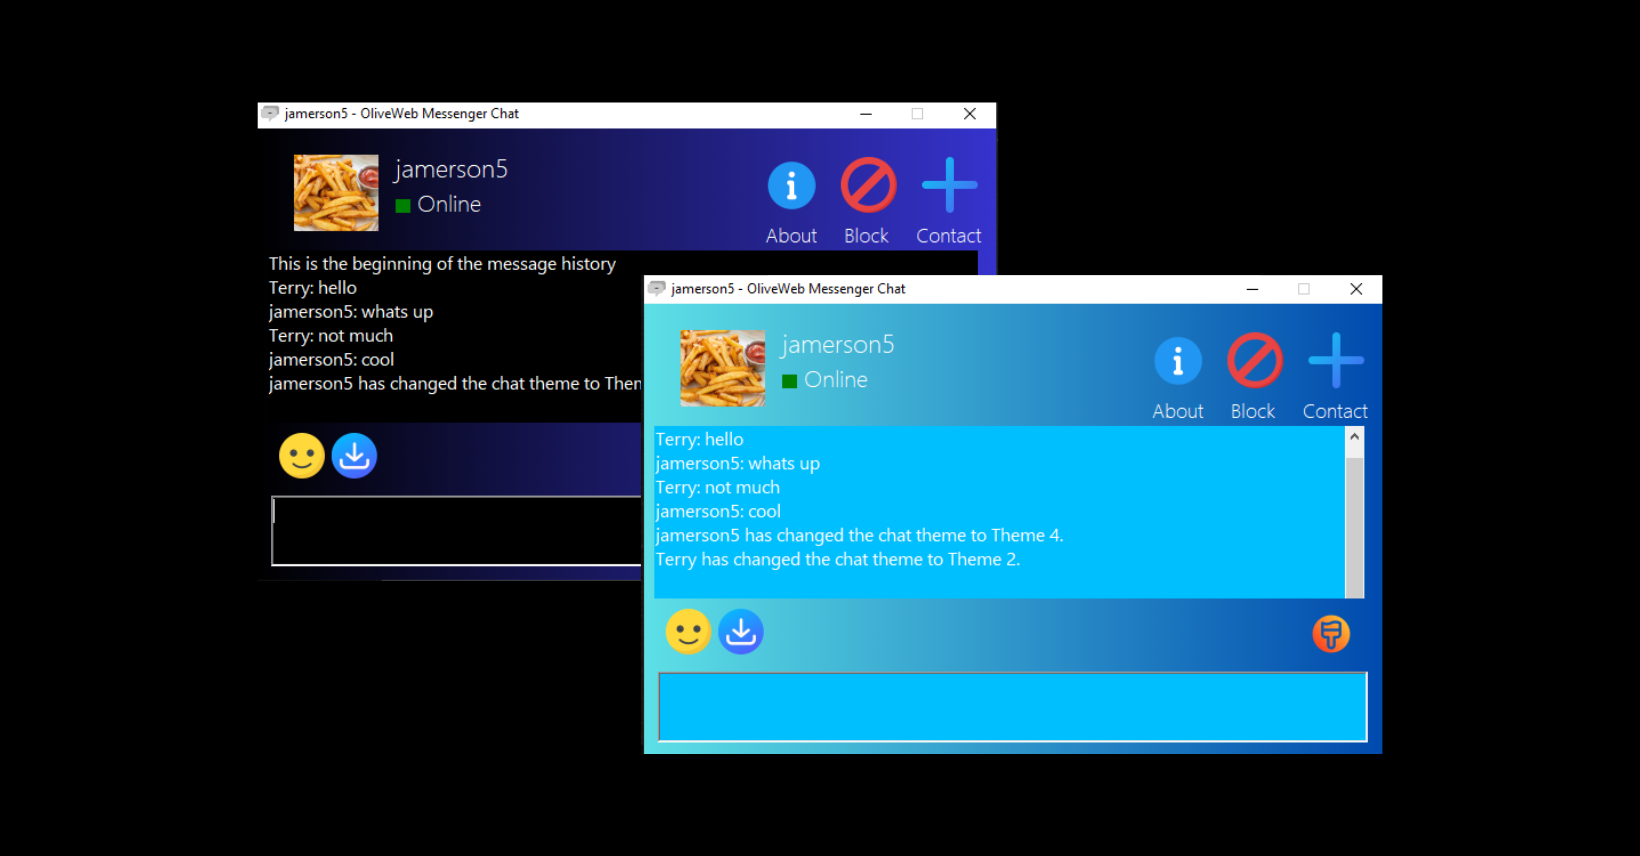 jamerson5 - OliveWeb Messenger Chat
jamerson5
Online
About Block Contact
This is the beginning of the message history
Terry: hello
jamerson5: whats up
Terry: not much
jamerson5: cool
jamerson5 has changed the chat theme to
jamerson5 - OliveWeb Messenger Chat
jamerson5
Online
About Block Contact
Terry: hello
jamerson5: whats up
Terry: not much
jamerson5: cool
jamerson5 has changed the chat theme to Theme 4.
Terry has changed the chat theme to Theme 2.